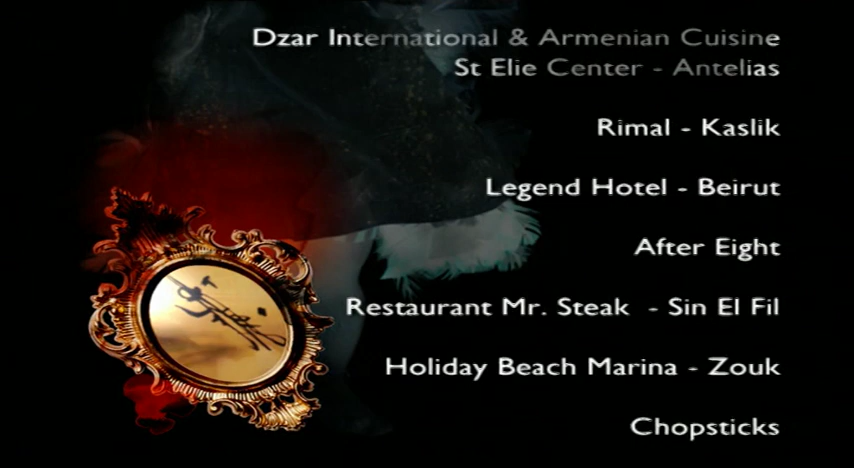 Dzar International & Armenian Cuisine
St Elie Center - Antelias
Rimal - Kaslik
Legend Hotel - Beirut
After Eight
Restaurant Mr. Steak - Sin El Fil
Holiday Beach Marina - Zouk
Chopsticks